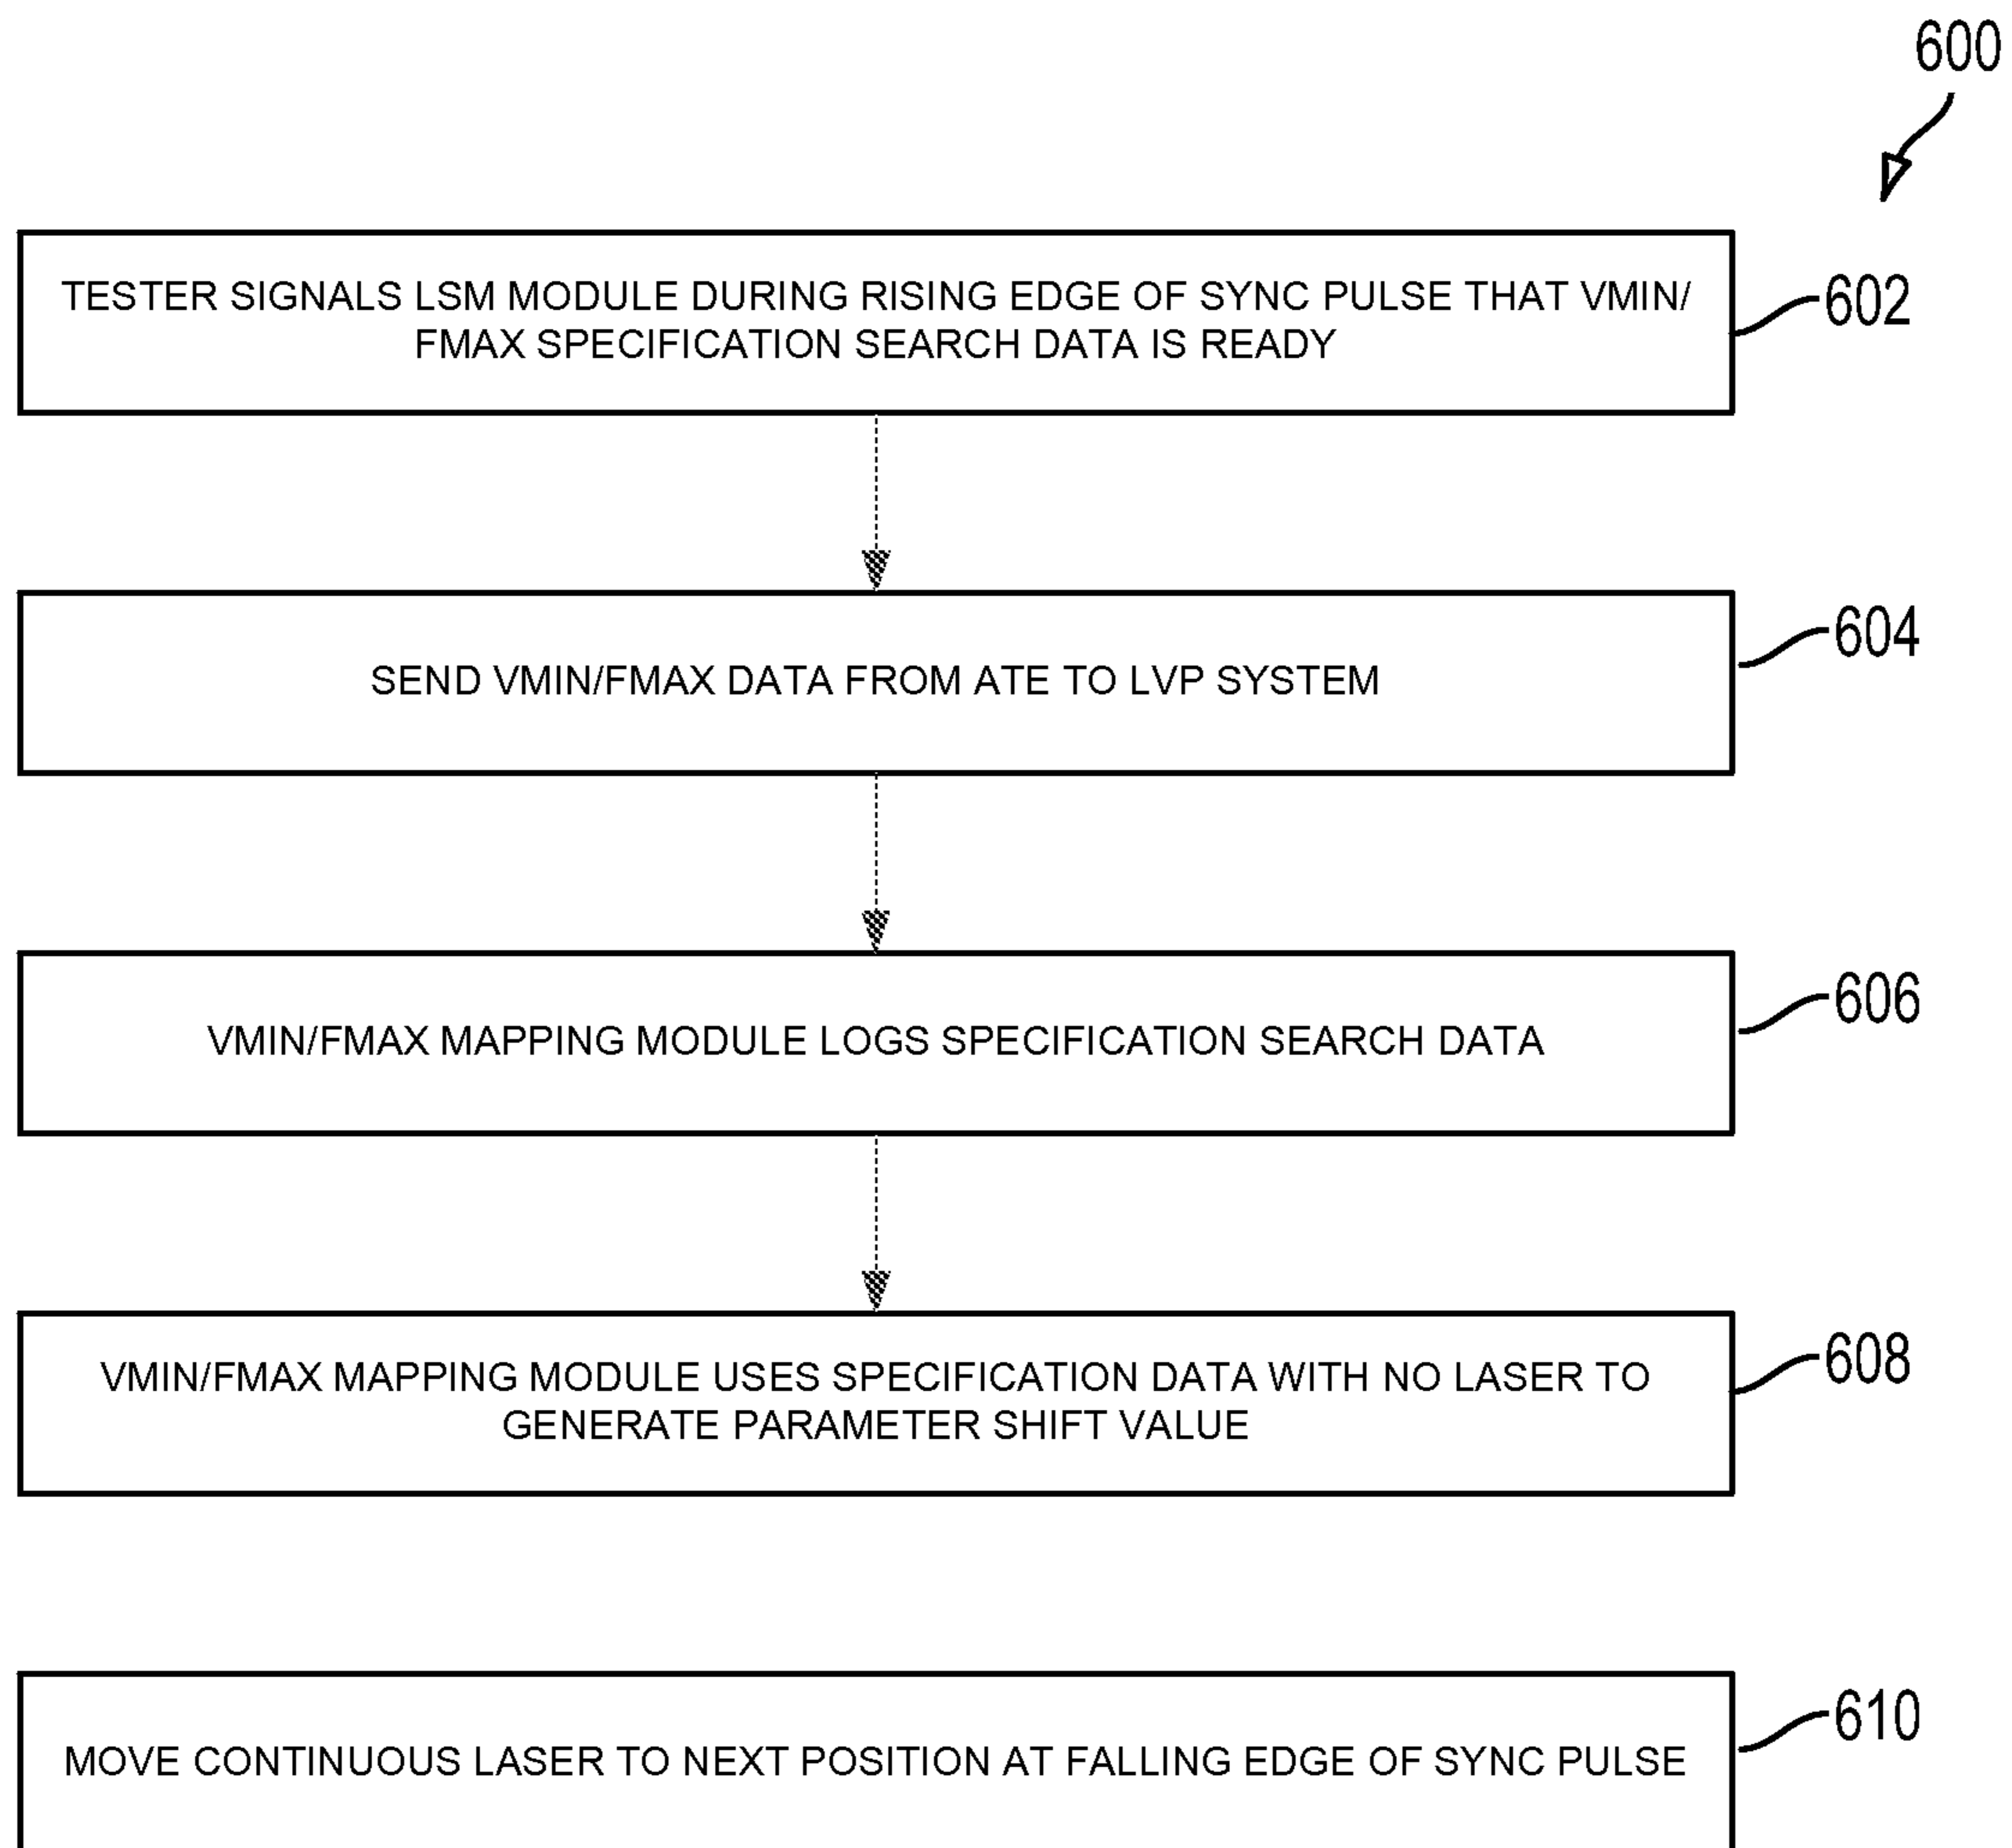 600
TESTER SIGNALS LSM MODULE DURING RISING EDGE OF SYNC PULSE THAT VMIN/
FMAX SPECIFICATION SEARCH DATA IS READY
602
SEND VMIN/FMAX DATA FROM ATE TO LVP SYSTEM
604
VMIN/FMAX MAPPING MODULE LOGS SPECIFICATION SEARCH DATA
606
VMIN/FMAX MAPPING MODULE USES SPECIFICATION DATA WITH NO LASER TO
GENERATE PARAMETER SHIFT VALUE
608
MOVE CONTINUOUS LASER TO NEXT POSITION AT FALLING EDGE OF SYNC PULSE
610